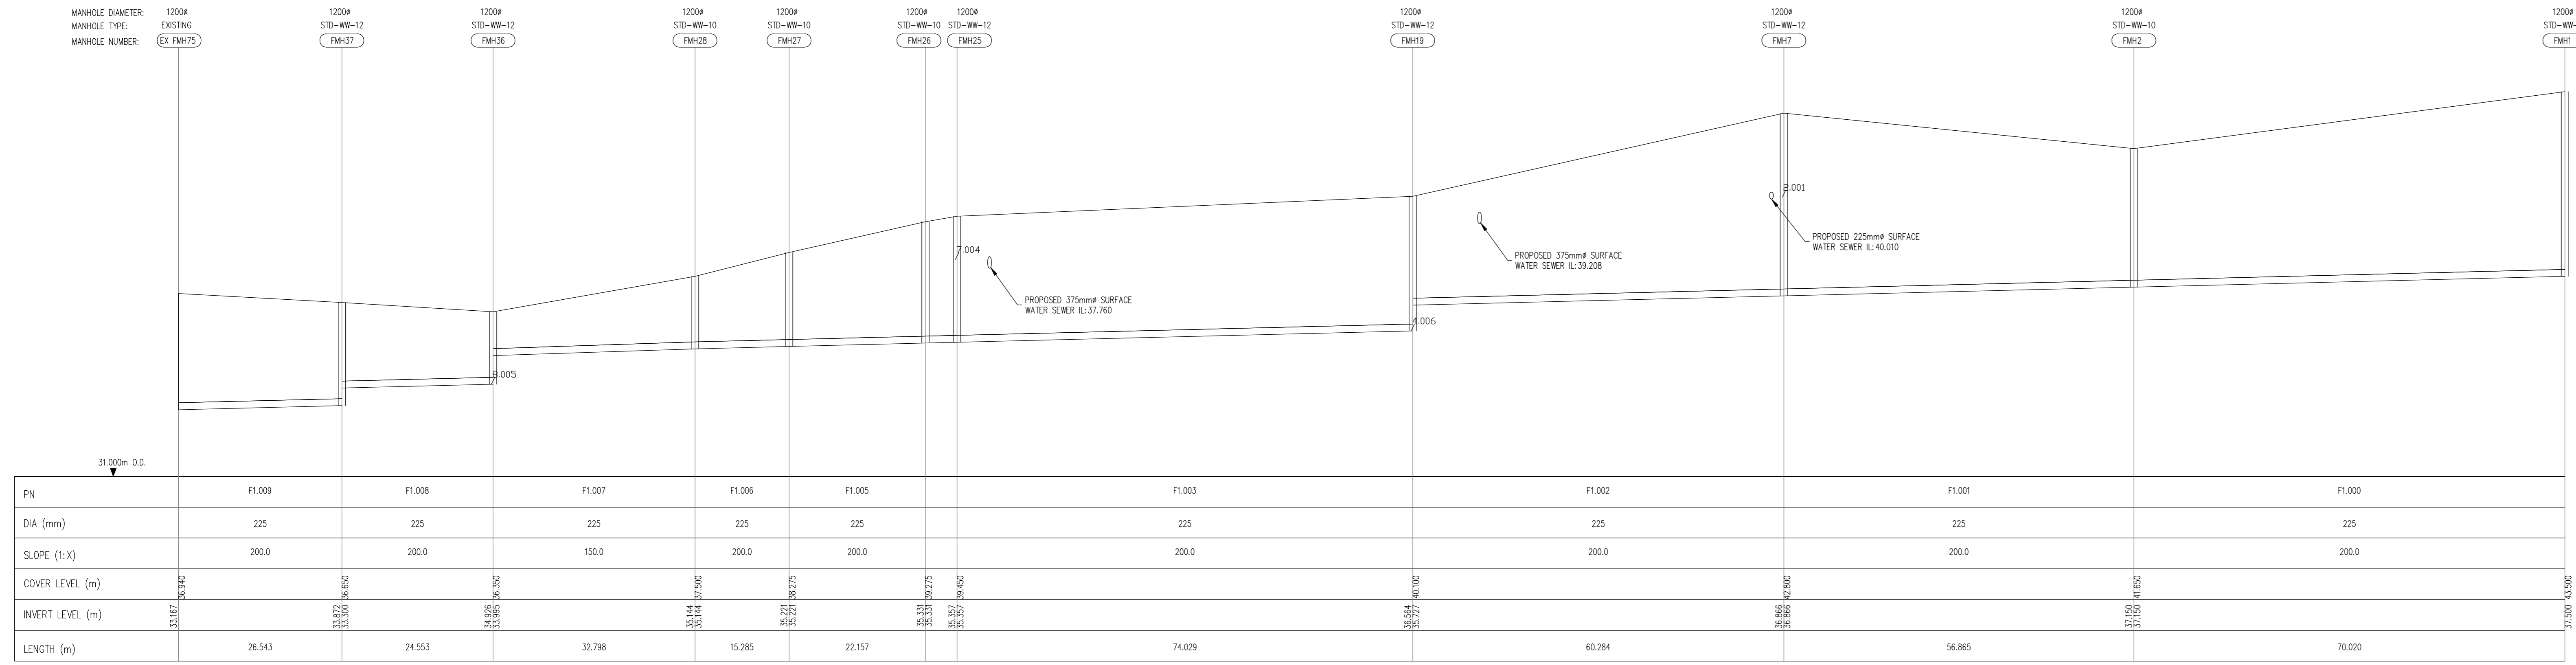 MANHOLE DIAMETER: 1200ø 1200ø 1200ø 1200ø 1200ø 1200ø 1200ø 1200ø 1200ø 1200ø 1200ø
MANHOLE TYPE: EXISTING STD-WW-12 STD-WW-12 STD-WW-10 STD-WW-10 STD-WW-10 STD-WW-12 STD-WW-12 STD-WW-12 STD-WW-10 STD-WW-
MANHOLE NUMBER: EX FMH75 FMH37 FMH36 FMH28 FMH27 FMH26 FMH25 FMH19 FMH7 FMH2 FMH1
2.001
PROPOSED 225mmø SURFACE
WATER SEWER IL:40.010
7.004
PROPOSED 375mmø SURFACE
WATER SEWER IL:39.208
PROPOSED 375mmø SURFACE
WATER SEWER IL:37.760
4.006
8.005
31.000m O.D.
PN F1.009 F1.008 F1.007 F1.006 F1.005 F1.003 F1.002 F1.001 F1.000
DIA (mm) 225 225 225 225 225 225 225 225 225
SLOPE (1:X) 200.0 200.0 150.0 200.0 200.0 200.0 200.0 200.0 200.0
COVER LEVEL (m) 36.940 36.650 36.350 37.500 38.275 39.275 39.450 40.100 42.800 41.650 43.500
INVERT LEVEL (m) 33.167 33.872 33.300 34.926 33.995 35.144 35.144 35.221 35.221 35.331 35.331 35.357 35.357 36.564 35.727 36.866 36.866 37.150 37.150 37.500
LENGTH (m) 26.543 24.553 32.798 15.285 22.157 74.029 60.284 56.865 70.020